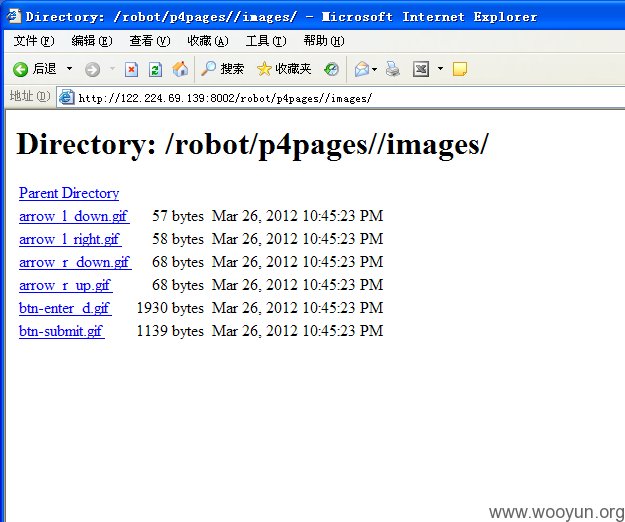 Directory: /robot/p4pages//images/ - Microsoft Internet Explorer
文件(F) 编辑(E) 查看(V) 收藏(A) 工具(T) 帮助(H)
后退 搜索 收藏夹
地址(D) http://122.224.69.139:8002/robot/p4pages//images/
Directory: /robot/p4pages//images/
Parent Directory
arrow_l_down.gif 57 bytes Mar 26, 2012 10:45:23 PM
arrow_l_right.gif 58 bytes Mar 26, 2012 10:45:23 PM
arrow_r_down.gif 68 bytes Mar 26, 2012 10:45:23 PM
arrow_r_up.gif 68 bytes Mar 26, 2012 10:45:23 PM
btn-enter_d.gif 1930 bytes Mar 26, 2012 10:45:23 PM
btn-submit.gif 1139 bytes Mar 26, 2012 10:45:23 PM
www.wooyun.org